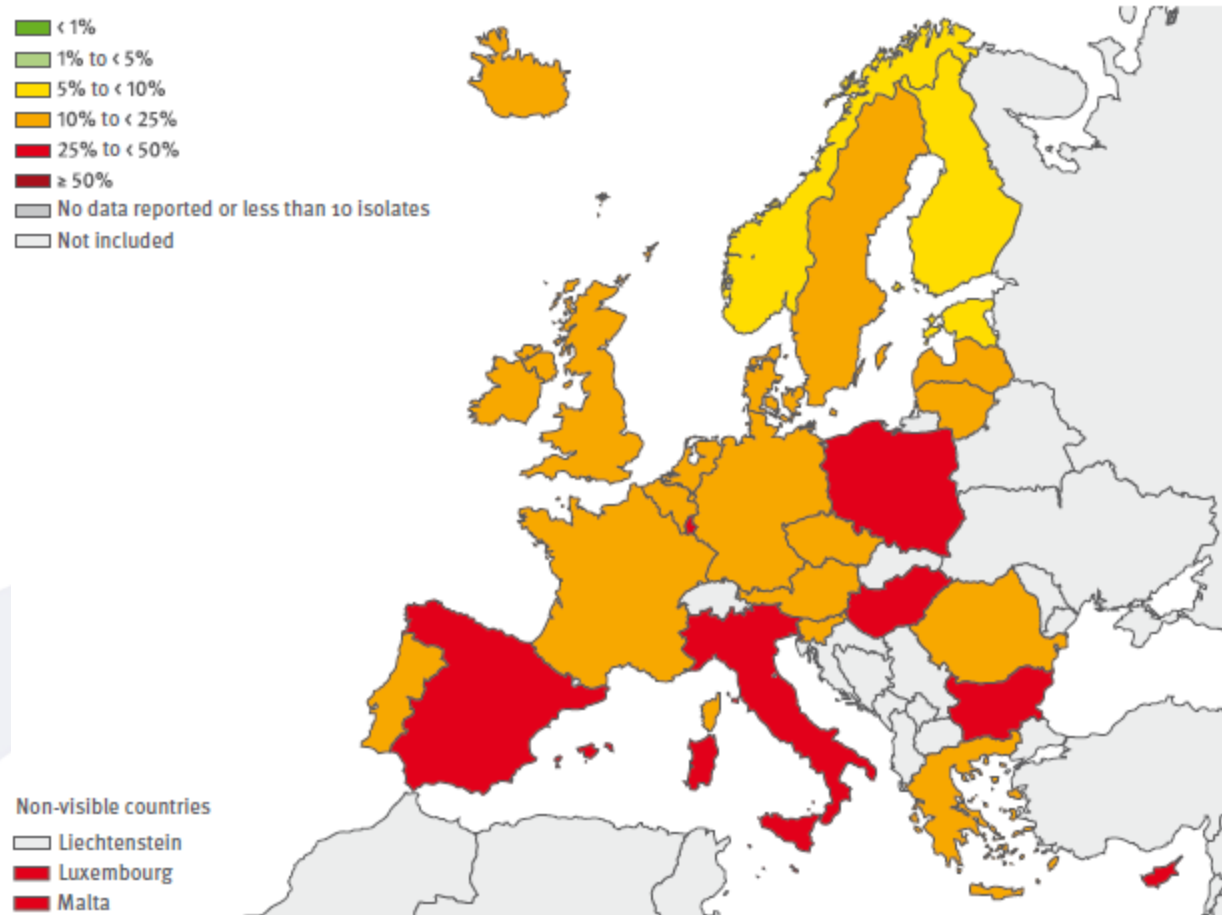 < 1%
1% to < 5%
5% to < 10%
10% to < 25%
25% to < 50%
≥ 50%
No data reported or less than 10 isolates
Not included
Non-visible countries
Liechtenstein
Luxembourg
Malta